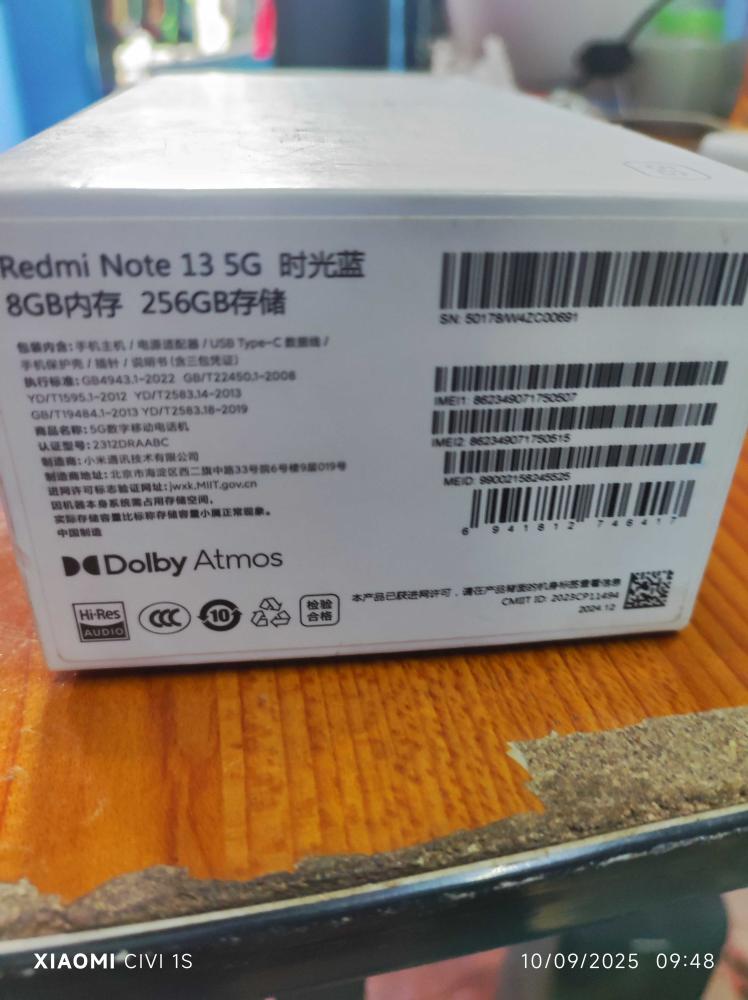 Redmi Note 13 5G 时光蓝
8GB内存 256GB存储
包装内含: 手机主机 / 电源适配器 / USB Type-C 数据线 /
手机保护壳 / 插针 / 说明书 (含三包凭证)
执行标准: GB4943.1-2022 GB/T22450.1-2008
YD/T1595.1-2012 YD/T2583.14-2013
GB/T19484.1-2013 YD/T2583.18-2019
商品名称: 5G数字移动电话机
认证型号: 2312DRAABC
制造商: 小米通讯技术有限公司
制造商地址: 北京市海淀区西二旗中路33号院6号楼9层019号
进网许可标志验证网址: jwxk.MIIT.gov.cn
因机器本身系统需占用存储空间,
实际存储容量比标称存储容量小属正常现象。
中国制造
Dolby Atmos
Hi-Res
AUDIO
CCC
10
检验
合格
SN: 50178/W4ZC00691
IMEI1: 862349071750507
IMEI2: 862349071750515
MEID: 99002158245525
6 941812 746417
本产品已获进网许可,请在产品背面的机身标签查看信息
CMIIT ID: 2023CP11494
2024.12
XIAOMI CIVI 1S
10/09/2025 09:48